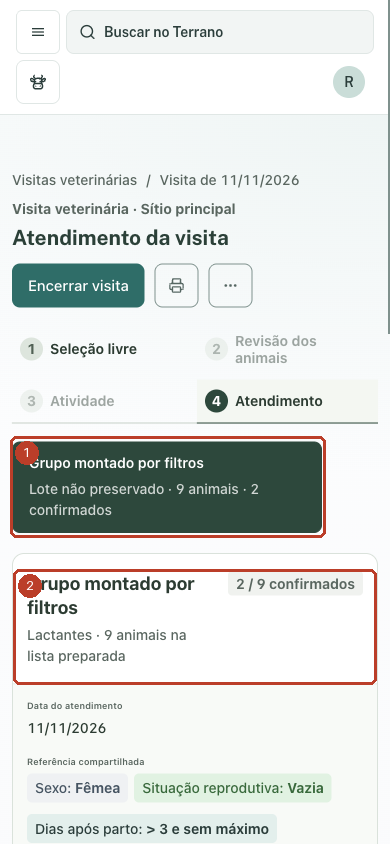 Buscar no Terrano
R
Visitas veterinárias / Visita de 11/11/2026
Visita veterinária · Sítio principal
Atendimento da visita
Encerrar visita
1 Seleção livre
2 Revisão dos
animais
3 Atividade
4 Atendimento
1
Grupo montado por filtros
Lote não preservado · 9 animais · 2
confirmados
2
Grupo montado por
filtros
2 / 9 confirmados
Lactantes · 9 animais na
lista preparada
Data do atendimento
11/11/2026
Referência compartilhada
Sexo: Fêmea
Situação reprodutiva: Vazia
Dias após parto: > 3 e sem máximo